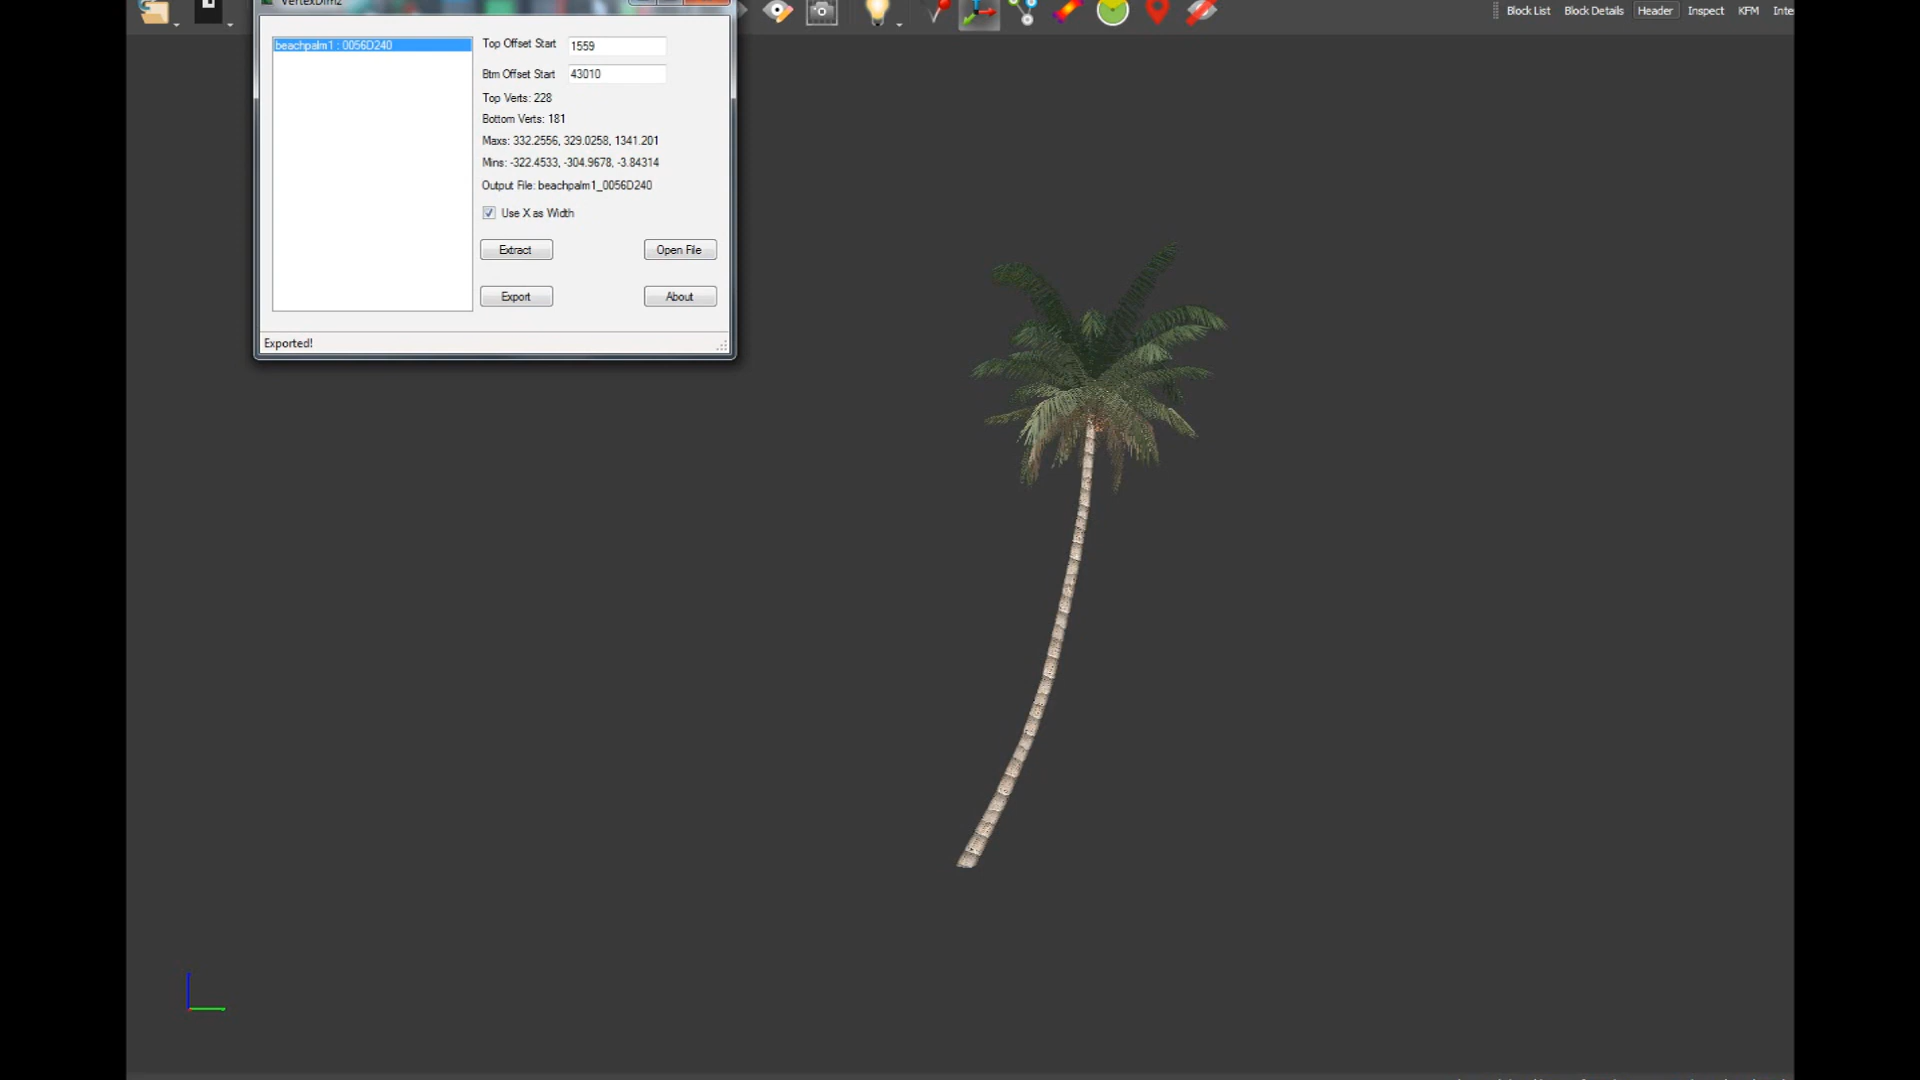 VertexDim2
Block List Block Details Header Inspect KFM
beachpalm1 : 0056D240
Top Offset Start 1559
Btm Offset Start 43010
Top Verts: 228
Bottom Verts: 181
Maxs: 332.2556, 329.0258, 1341.201
Mins: -322.4533, -304.9678, -3.84314
Output File: beachpalm1_0056D240
Use X as Width
Extract Open File
Export About
Exported!